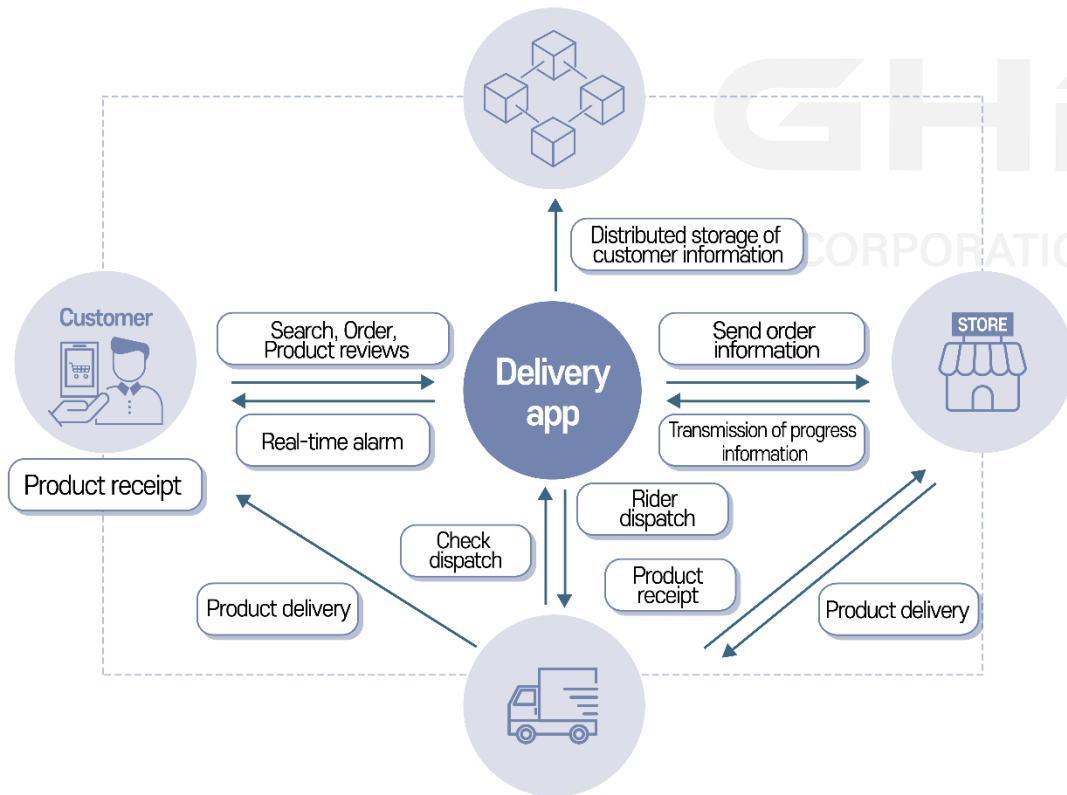 GHi
CORPORATIO
Distributed storage of
customer information
Customer
Search, Order,
Product reviews
Delivery
app
Send order
information
STORE
Real-time alarm
Transmission of progress
information
Product receipt
Rider
dispatch
Check
dispatch
Product
receipt
Product delivery
Product delivery